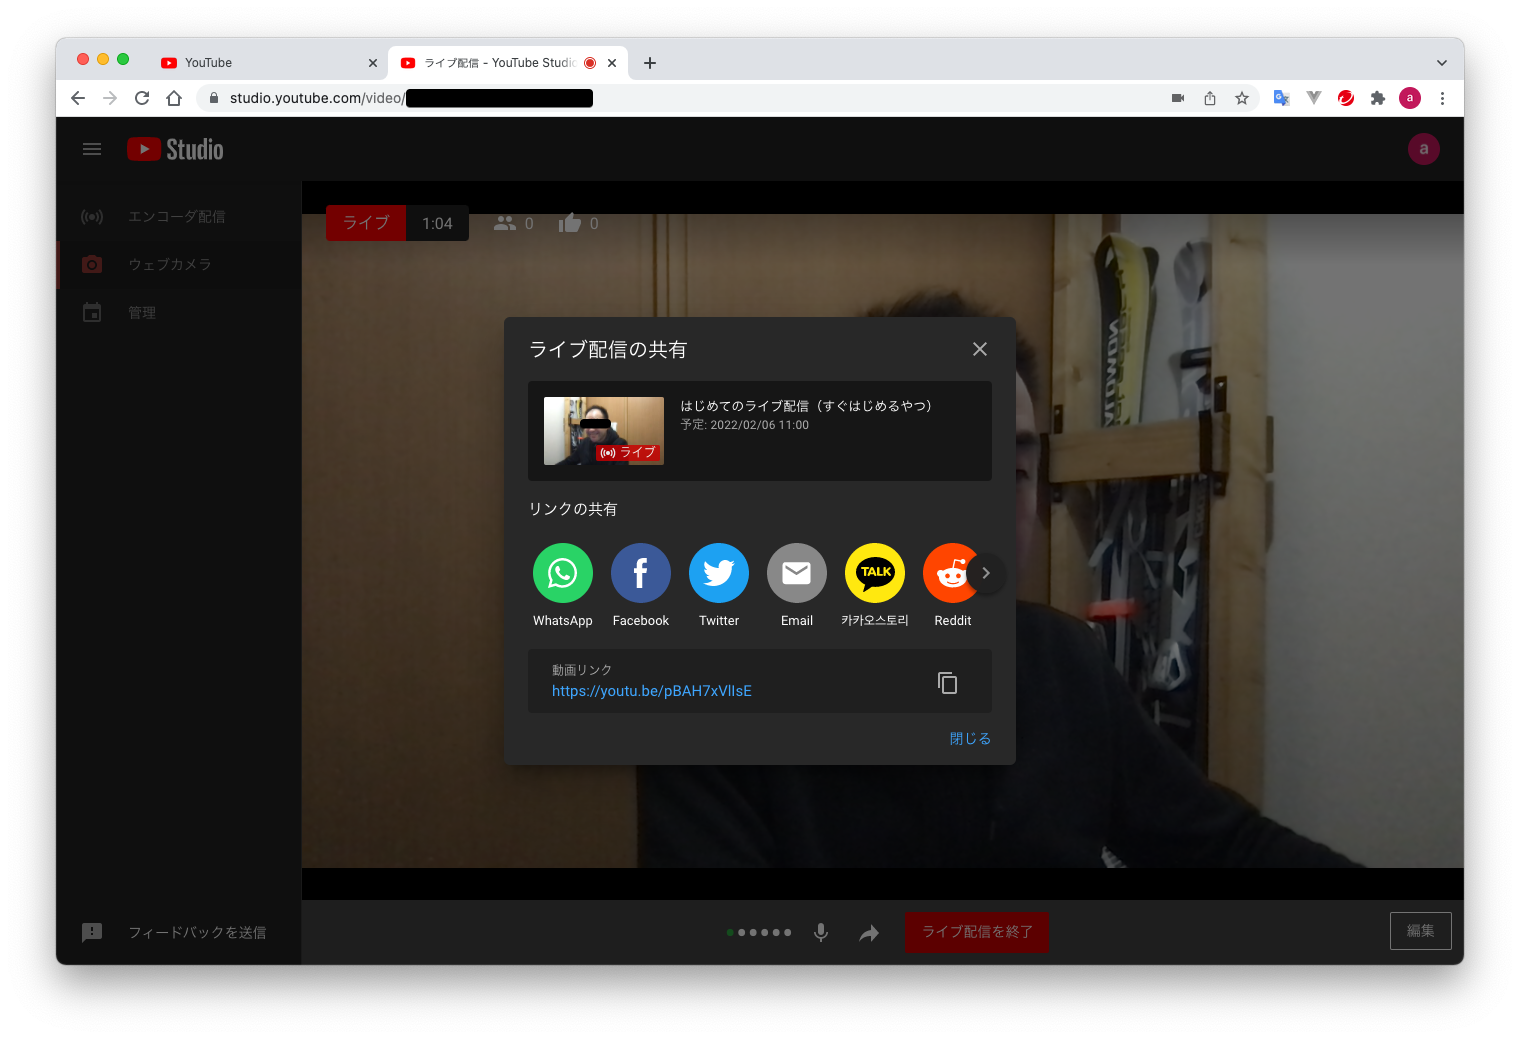 YouTube
ライブ配信 - YouTube Studio
studio.youtube.com/video/
a
Studio
a
エンコーダ配信
ウェブカメラ
管理
ライブ 1:04 0 0
ライブ配信の共有
はじめてのライブ配信（すぐはじめるやつ）
予定: 2022/02/06 11:00
ライブ
リンクの共有
TALK
WhatsApp Facebook Twitter Email 카카오스토리 Reddit
動画リンク
https://youtu.be/pBAH7xVlIsE
閉じる
フィードバックを送信
ライブ配信を終了
編集